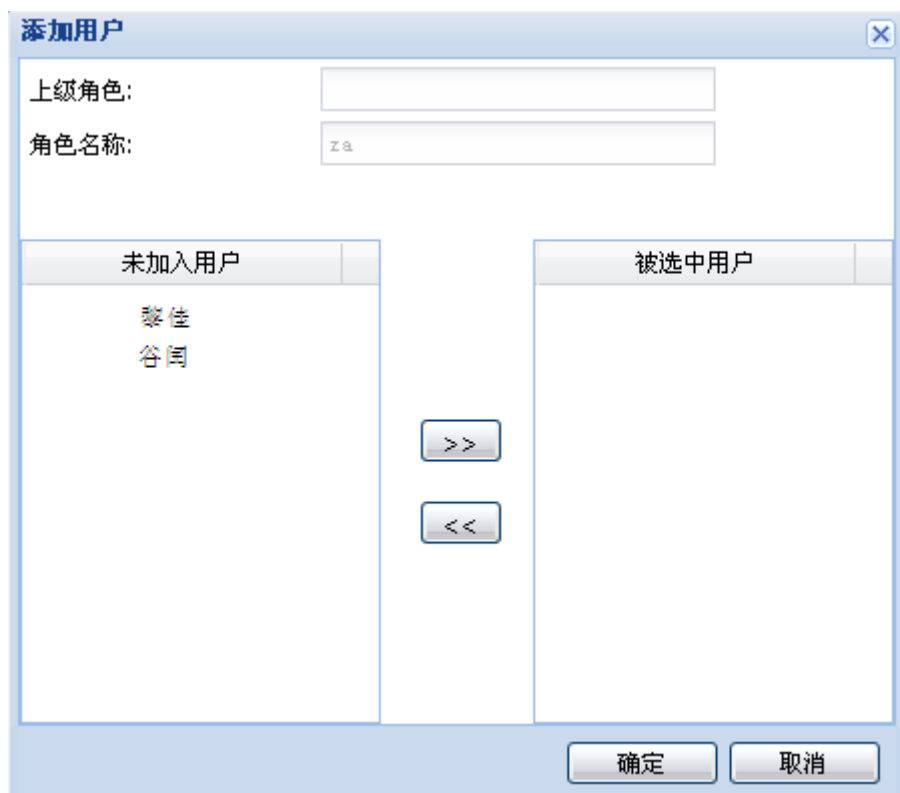 添加用户
上级角色:
角色名称: za
未加入用户 被选中用户
黎佳
谷闰
>>
<<
确定 取消